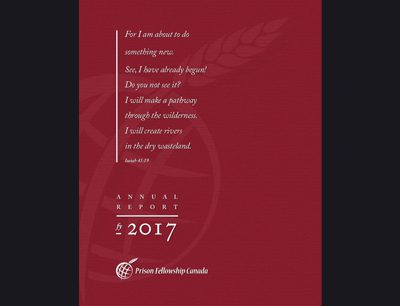 For I am about to do
something new.
See, I have already begun!
Do you not see it?
I will make a pathway
through the wilderness.
I will create rivers
in the dry wasteland.
Isaiah 43:19
ANNUAL
REPORT
fy 2017
Prison Fellowship Canada